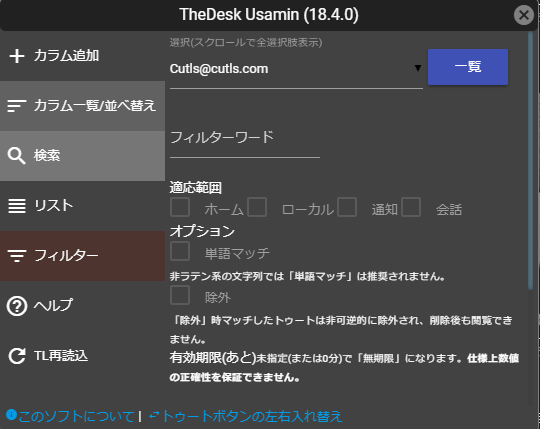 TheDesk Usamin (18.4.0)
カラム追加
カラム一覧/並べ替え
検索
リスト
フィルター
ヘルプ
TL再読込
選択(スクロールで全選択肢表示)
Cutls@cutls.com
一覧
フィルターワード
適応範囲
ホーム ローカル 通知 会話
オプション
単語マッチ
非ラテン系の文字列では「単語マッチ」は推奨されません。
除外
「除外」時マッチしたトゥートは非可逆的に除外され、削除後も閲覧でき
ません。
有効期限(あと)未指定(または0分)で「無期限」になります。仕様上数値
の正確性を保証できません。
このソフトについて | トゥートボタンの左右入れ替え